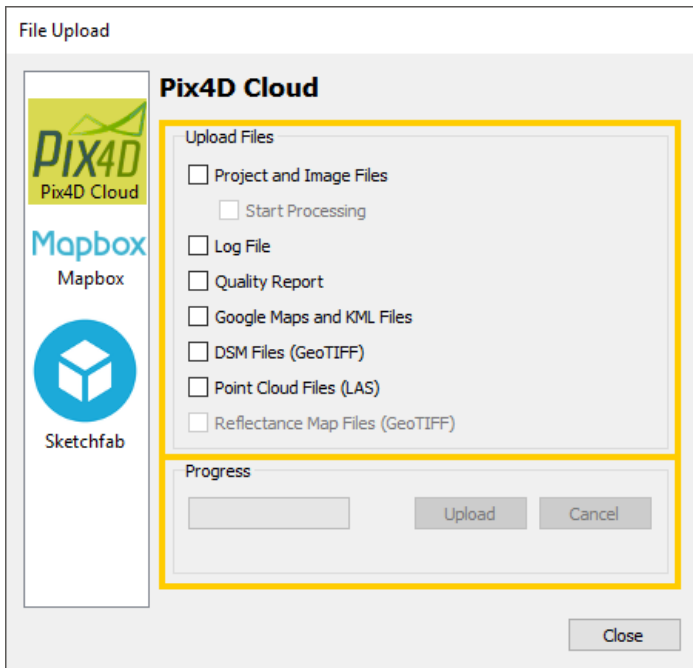 File Upload
PIX4D
Pix4D Cloud
Mapbox
Mapbox
Sketchfab
Pix4D Cloud
Upload Files
Project and Image Files
Start Processing
Log File
Quality Report
Google Maps and KML Files
DSM Files (GeoTIFF)
Point Cloud Files (LAS)
Reflectance Map Files (GeoTIFF)
Progress
Upload Cancel
Close